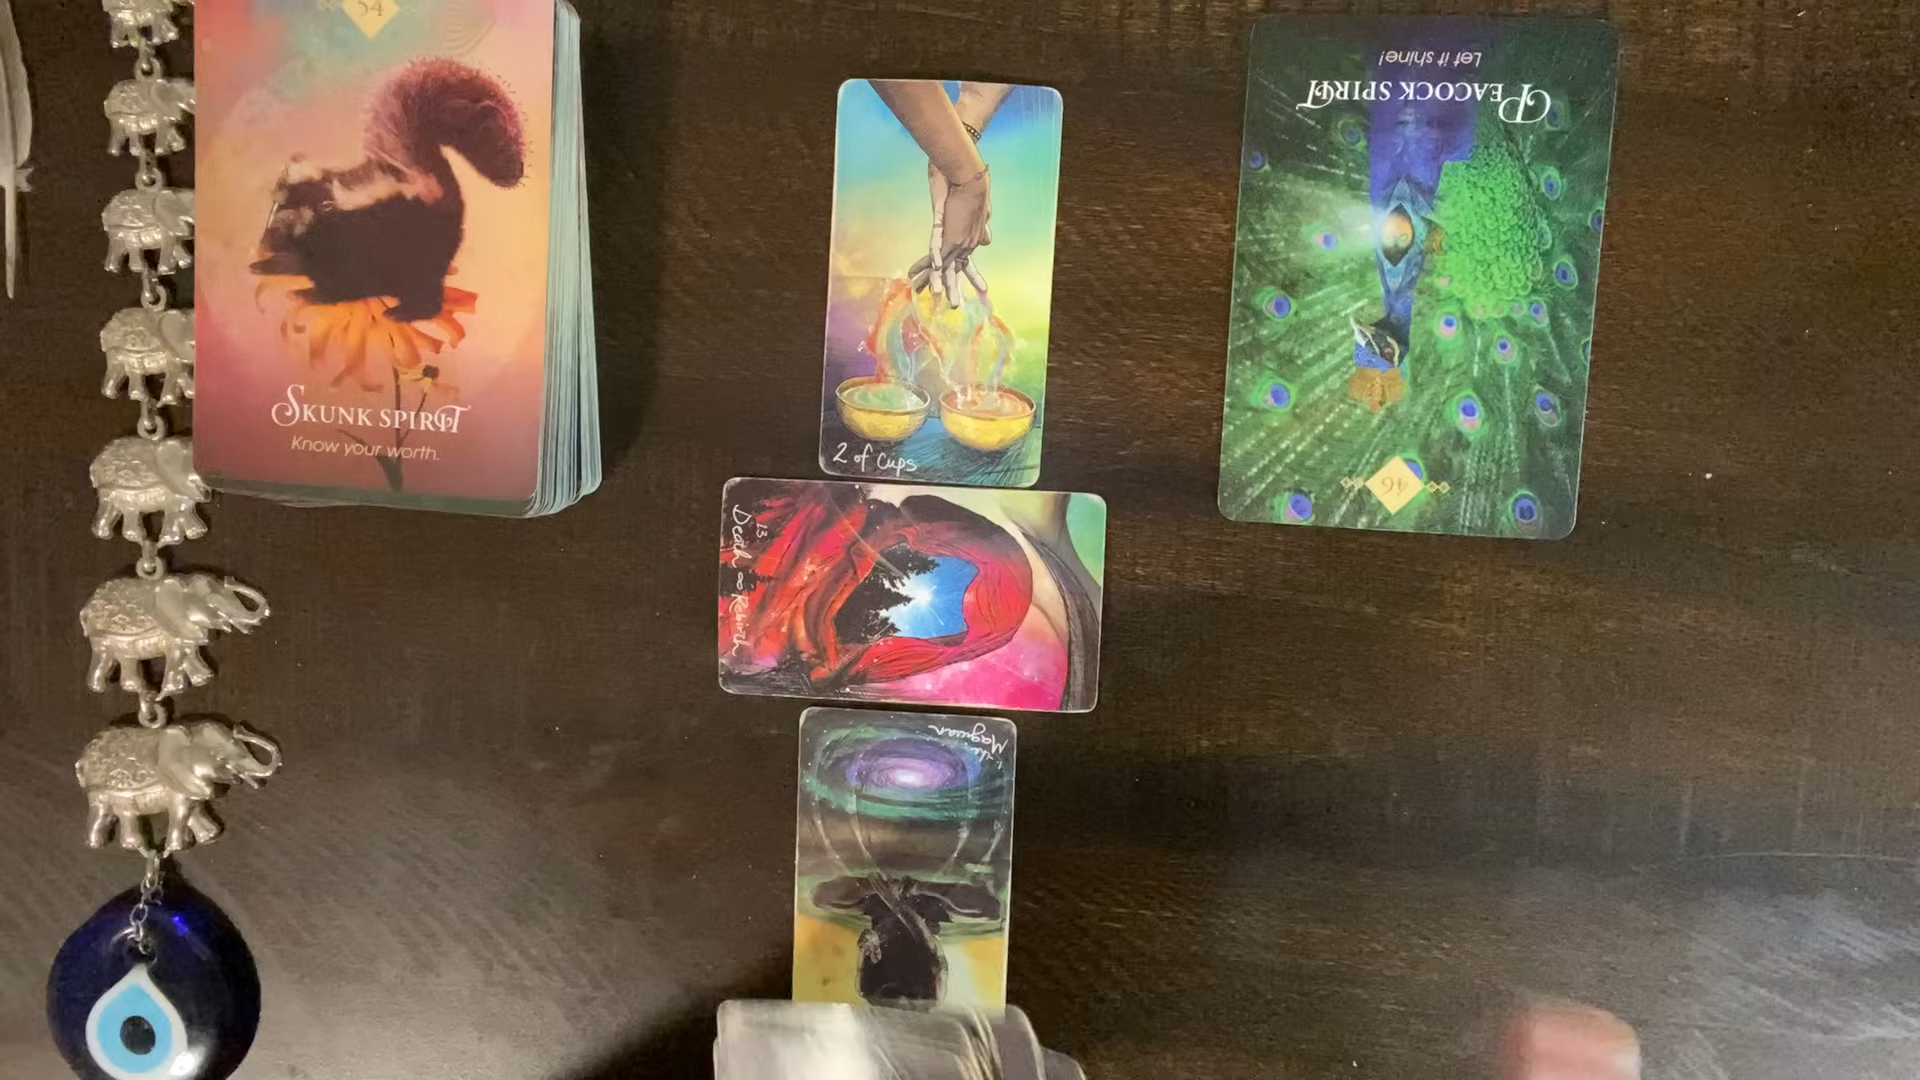 54
SKUNK SPIRIT
Know your worth.
2 of Cups
13
Death ∞ Rebirth
The Magician
46
PEACOCK SPIRIT
Let it shine!